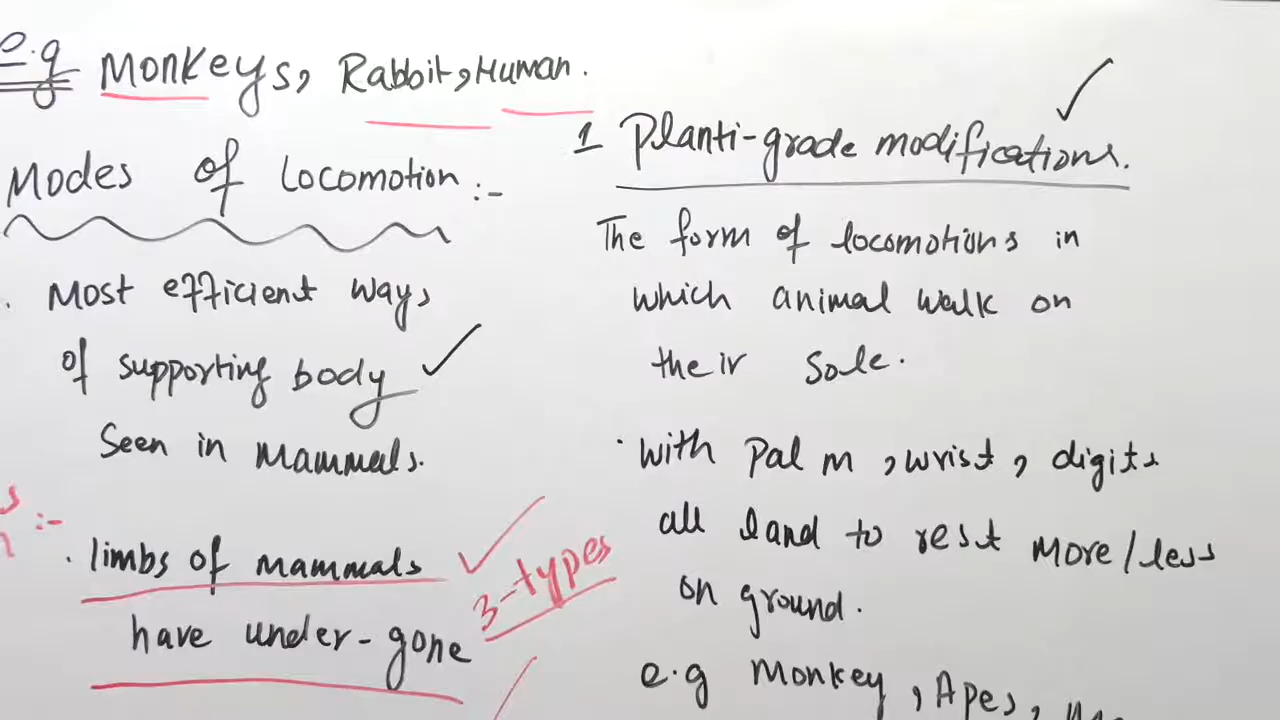 e.g Monkeys, Rabbit, Human.
Modes of Locomotion :-
. Most efficient ways
of supporting body
Seen in Mammals.
:-
. limbs of Mammals
3-types
have under-gone
1 Planti-grade modifications.
The form of locomotions in
which animal walk on
their Sole.
. with Palm, wrist, digits
all land to rest More/less
on ground.
e.g Monkey, Apes,